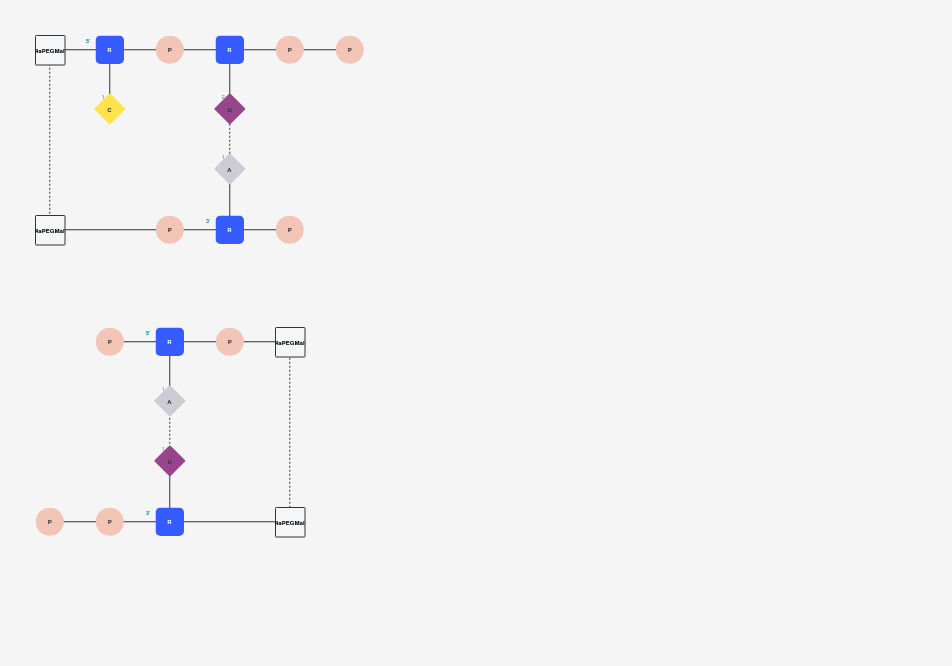 5'
4aPEGMal R P R P P
1 2
C U
1
A
3'
4aPEGMal P R P
5'
P R P 4aPEGMal
1
A
1
U
3'
P P R 4aPEGMal